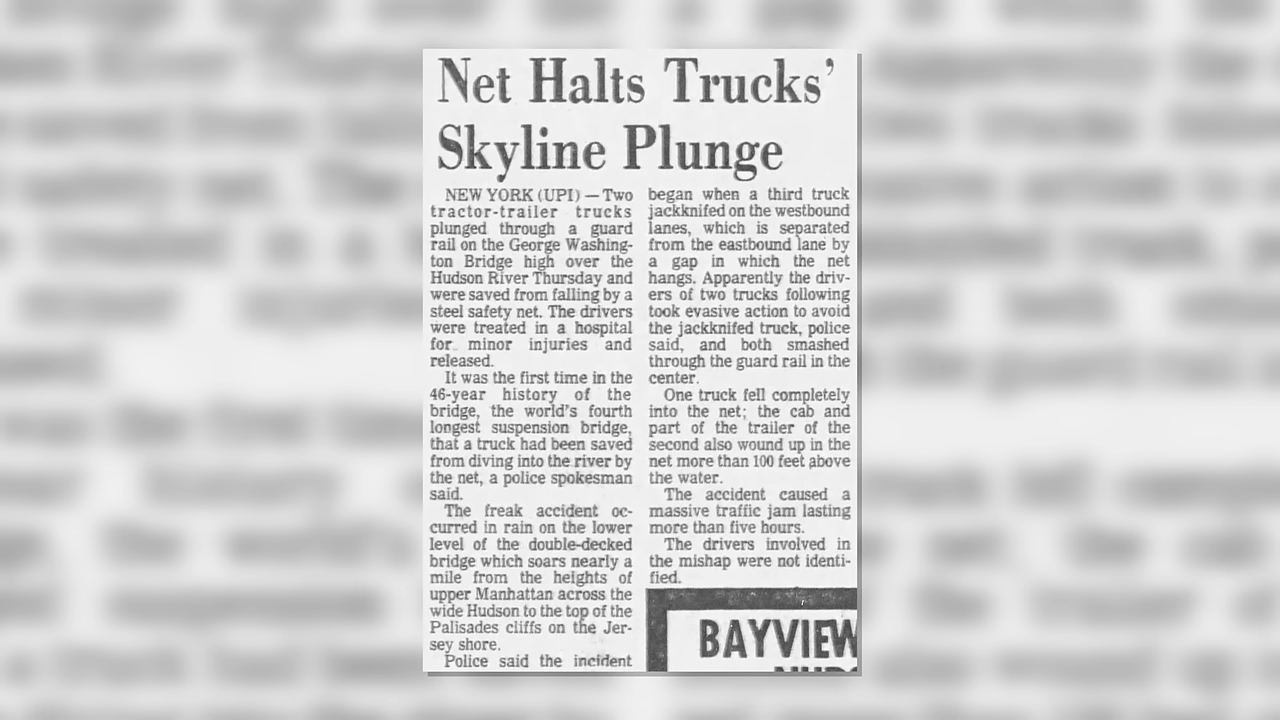 Net Halts Trucks'
Skyline Plunge
NEW YORK (UPI) — Two
tractor-trailer trucks
plunged through a guard
rail on the George Washing-
ton Bridge high over the
Hudson River Thursday and
were saved from falling by a
steel safety net. The drivers
were treated in a hospital
for minor injuries and
released.
It was the first time in the
46-year history of the
bridge, the world's fourth
longest suspension bridge,
that a truck had been saved
from diving into the river by
the net, a police spokesman
said.
The freak accident oc-
curred in rain on the lower
level of the double-decked
bridge which soars nearly a
mile from the heights of
upper Manhattan across the
wide Hudson to the top of the
Palisades cliffs on the Jer-
sey shore.
Police said the incident
began when a third truck
jackknifed on the westbound
lanes, which is separated
from the eastbound lane by
a gap in which the net
hangs. Apparently the driv-
ers of two trucks following
took evasive action to avoid
the jackknifed truck, police
said, and both smashed
through the guard rail in the
center.
One truck fell completely
into the net; the cab and
part of the trailer of the
second also wound up in the
net more than 100 feet above
the water.
The accident caused a
massive traffic jam lasting
more than five hours.
The drivers involved in
the mishap were not identi-
fied.
BAYVIEW